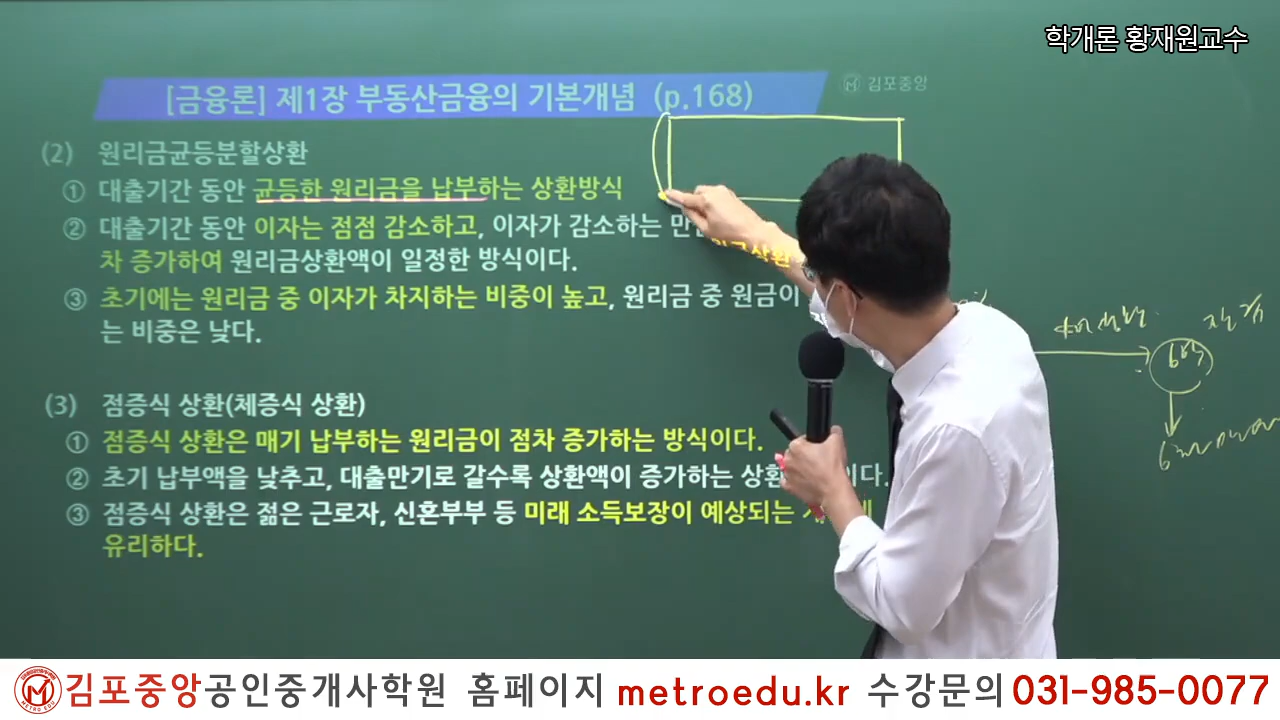 학개론 황재원교수
[금융론] 제1장 부동산금융의 기본개념 (p.168)
김포중앙
(2) 원리금균등분할상환
① 대출기간 동안 균등한 원리금을 납부하는 상환방식
② 대출기간 동안 이자는 점점 감소하고, 이자가 감소하는
원금상환
차 증가하여 원리금상환액이 일정한 방식이다.
③ 초기에는 원리금 중 이자가 차지하는 비중이 높고, 원리금 중 원금이
는 비중은 낮다.
(3) 점증식 상환(체증식 상환)
① 점증식 상환은 매기 납부하는 원리금이 점차 증가하는 방식이다.
② 초기 납부액을 낮추고, 대출만기로 갈수록 상환액이 증가하는 상환 이다.
③ 점증식 상환은 젊은 근로자, 신혼부부 등 미래 소득보장이 예상되는
유리하다.
김포중앙공인중개사학원 홈페이지 metroedu.kr 수강문의 031-985-0077